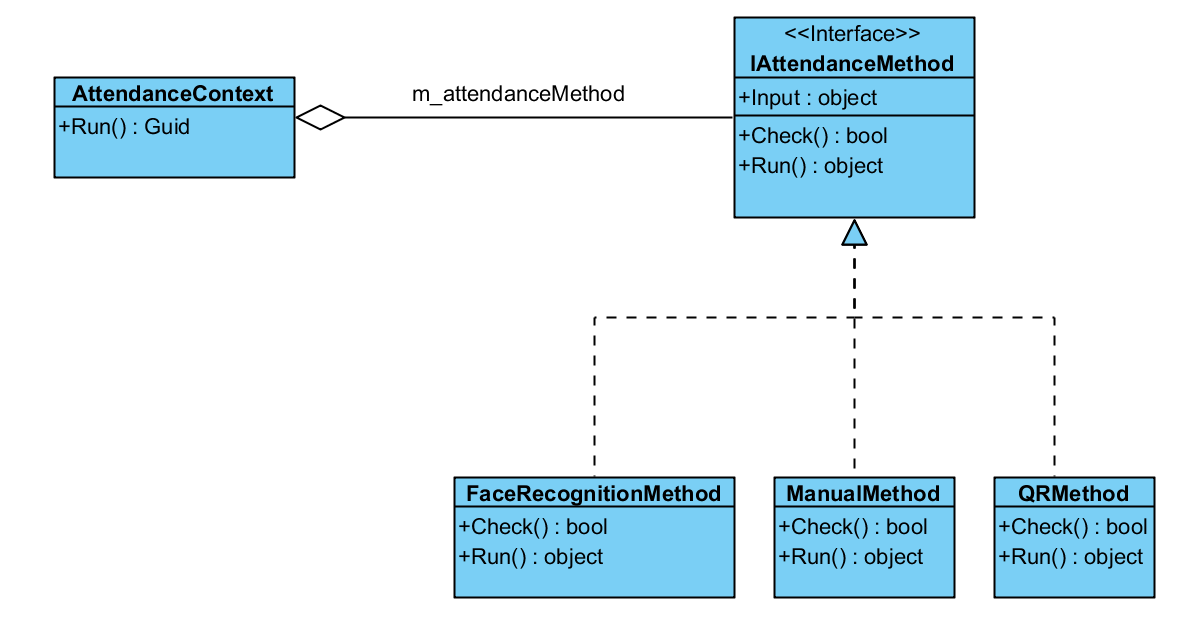 <<Interface>>
IAttendanceMethod
+Input : object
+Check() : bool
+Run() : object
AttendanceContext
+Run() : Guid
m_attendanceMethod
FaceRecognitionMethod
+Check() : bool
+Run() : object
ManualMethod
+Check() : bool
+Run() : object
QRMethod
+Check() : bool
+Run() : object